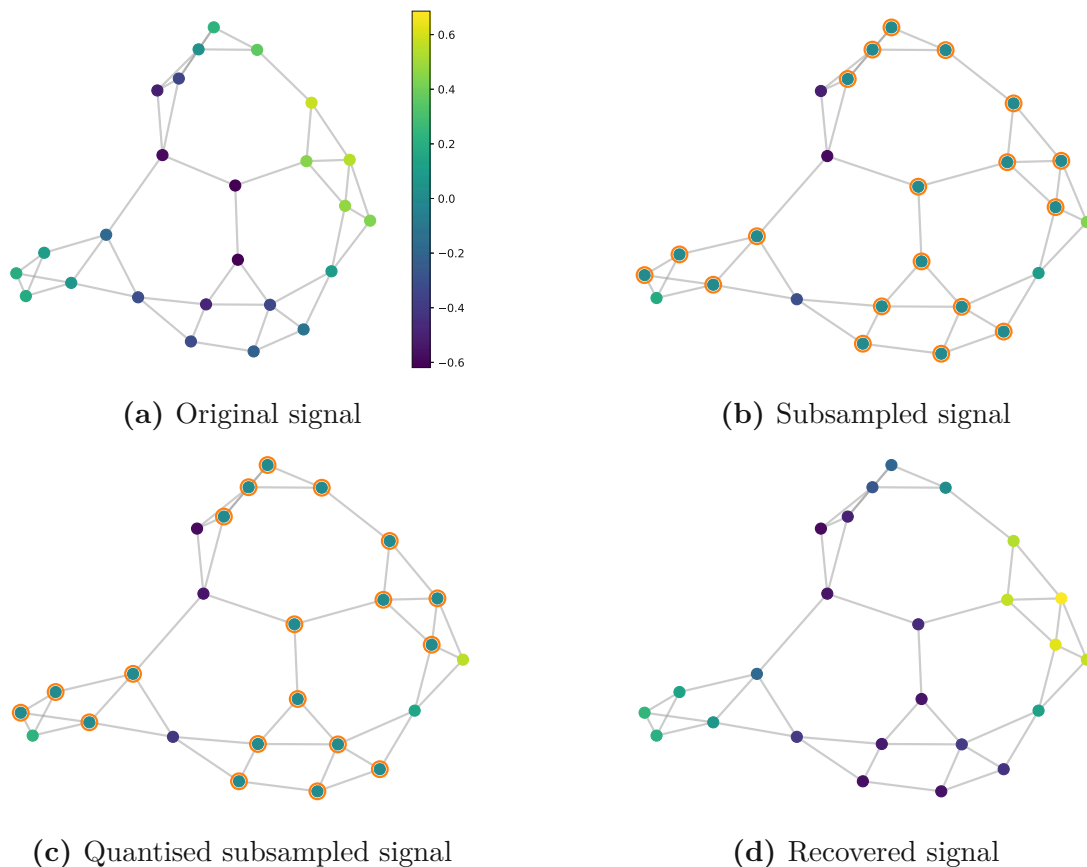 0.6
0.4
0.2
0.0
−0.2
−0.4
−0.6
(a) Original signal
(b) Subsampled signal
(c) Quantised subsampled signal
(d) Recovered signal